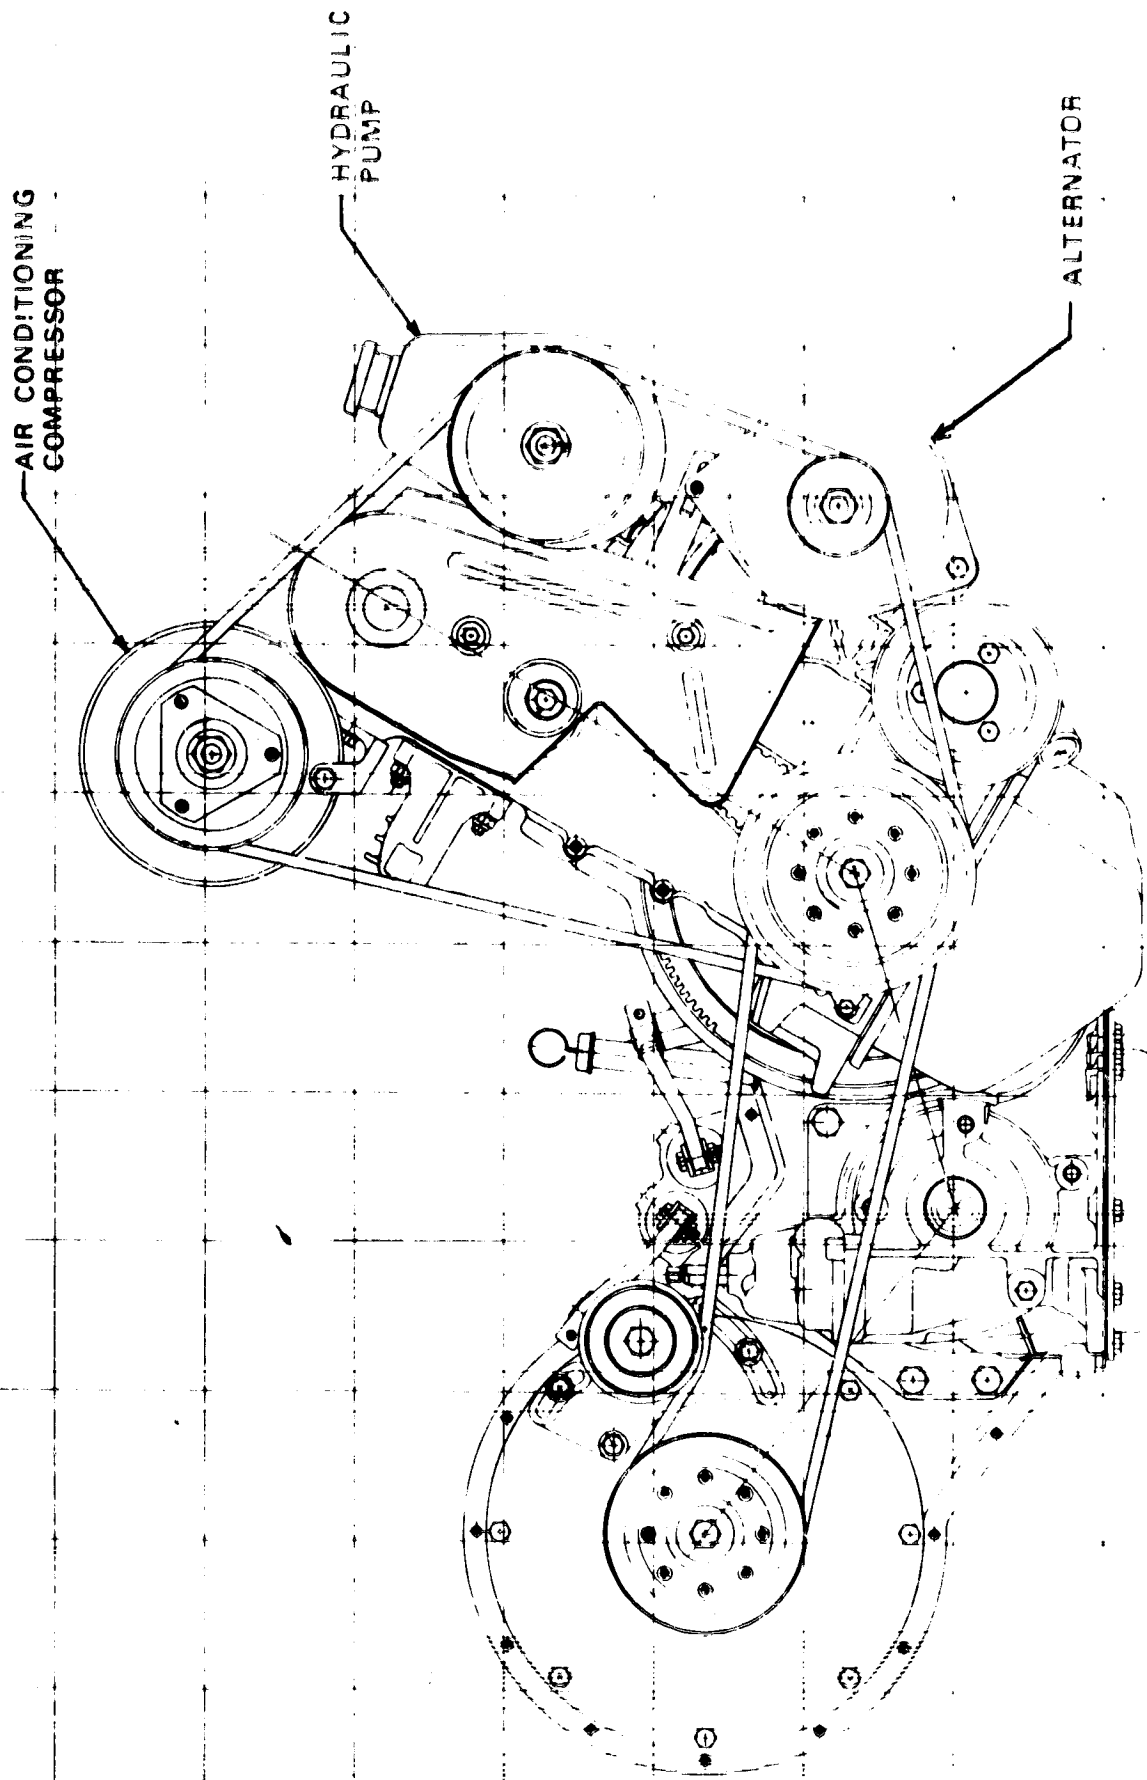 AIR CONDITIONING
COMPRESSOR
HYDRAULIC
PUMP
ALTERNATOR